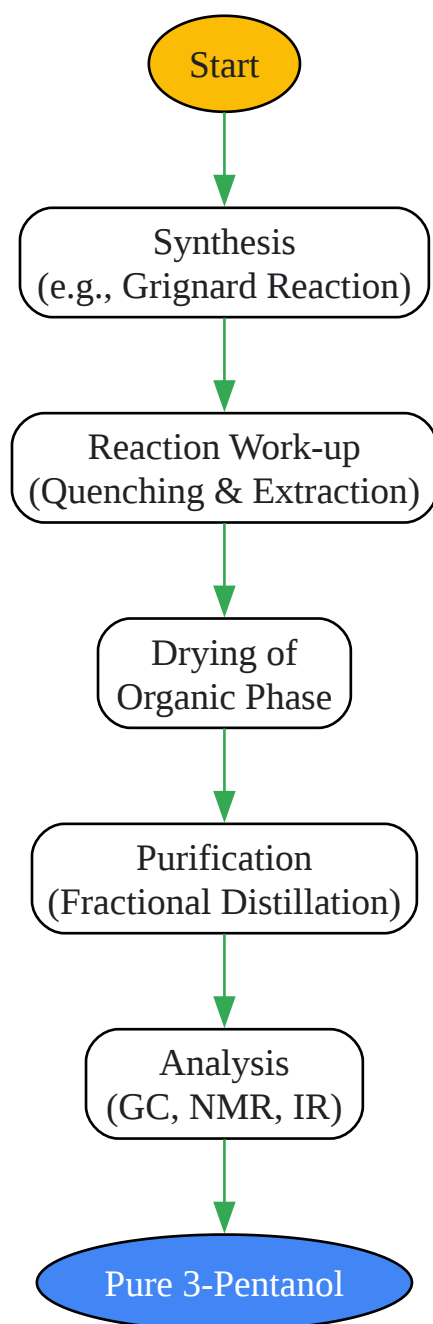 Start
Synthesis
(e.g., Grignard Reaction)
Reaction Work-up
(Quenching & Extraction)
Drying of
Organic Phase
Purification
(Fractional Distillation)
Analysis
(GC, NMR, IR)
Pure 3-Pentanol